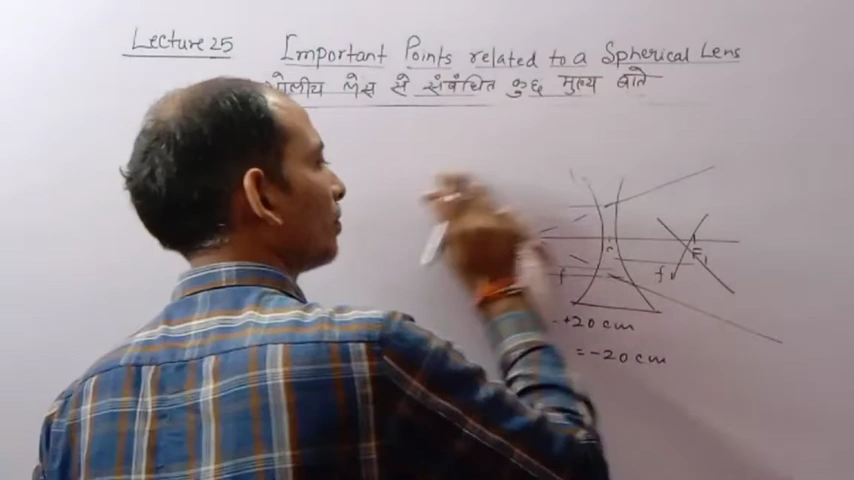 Lecture 25 Important Points related to a Spherical Lens
गोलीय लेंस से संबंधित कुछ मुख्य बाते
F₁
f
f
+20 cm
= -20 cm